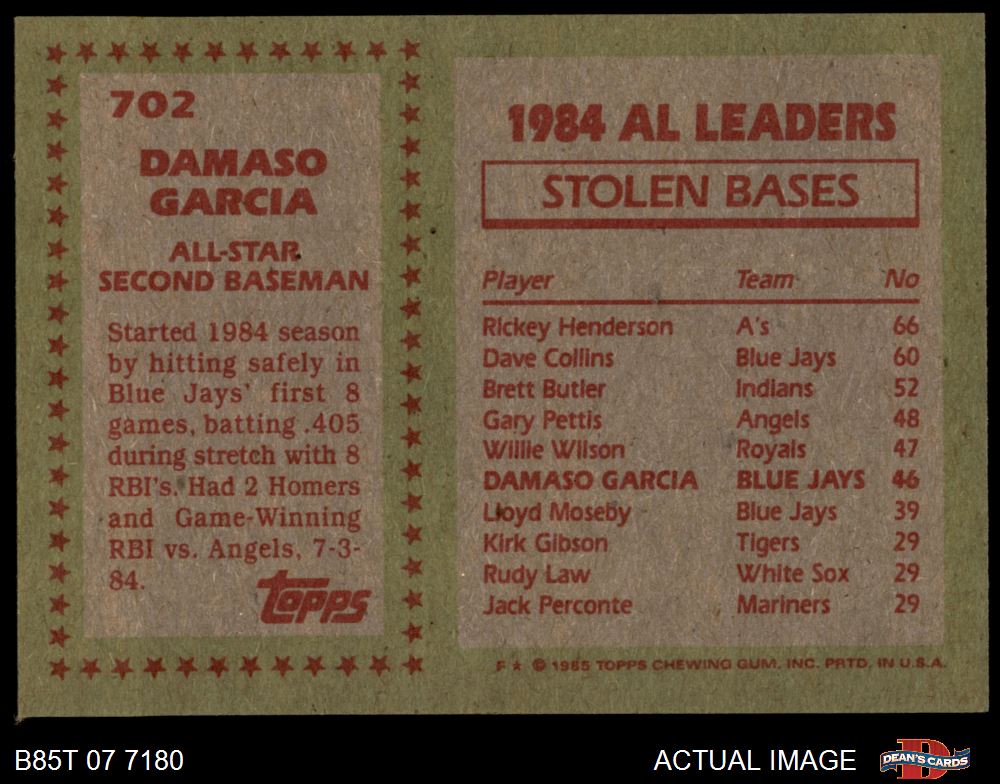 702
DAMASO
GARCIA
ALL-STAR
SECOND BASEMAN
Started 1984 season
by hitting safely in
Blue Jays' first 8
games, batting .405
during stretch with 8
RBI's. Had 2 Homers
and Game-Winning
RBI vs. Angels, 7-3-
84.
topps
1984 AL LEADERS
STOLEN BASES
Player Team No
Rickey Henderson A's 66
Dave Collins Blue Jays 60
Brett Butler Indians 52
Gary Pettis Angels 48
Willie Wilson Royals 47
DAMASO GARCIA BLUE JAYS 46
Lloyd Moseby Blue Jays 39
Kirk Gibson Tigers 29
Rudy Law White Sox 29
Jack Perconte Mariners 29
F★ © 1985 TOPPS CHEWING GUM, INC. PRTD. IN U.S.A.
B85T 07 7180
ACTUAL IMAGE
D
DEAN'S CARDS